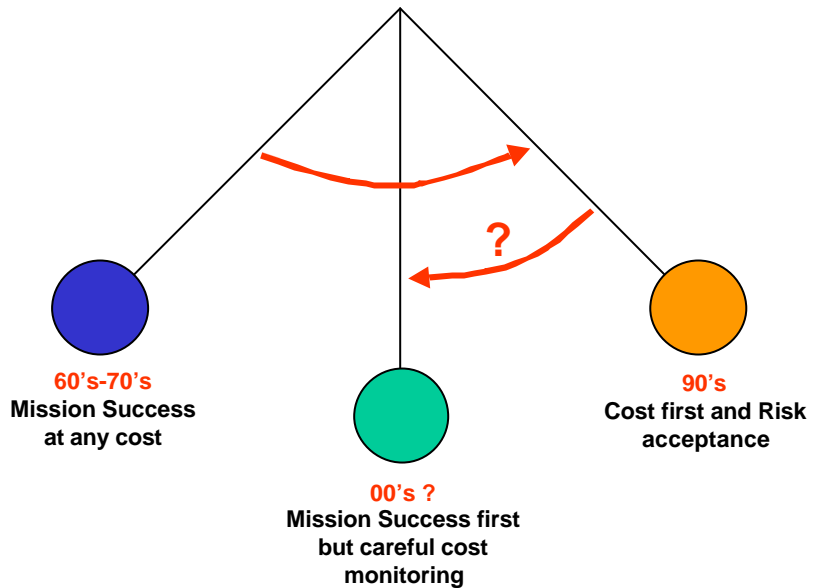 ?
60's-70's
Mission Success
at any cost
90's
Cost first and Risk
acceptance
00's ?
Mission Success first
but careful cost
monitoring